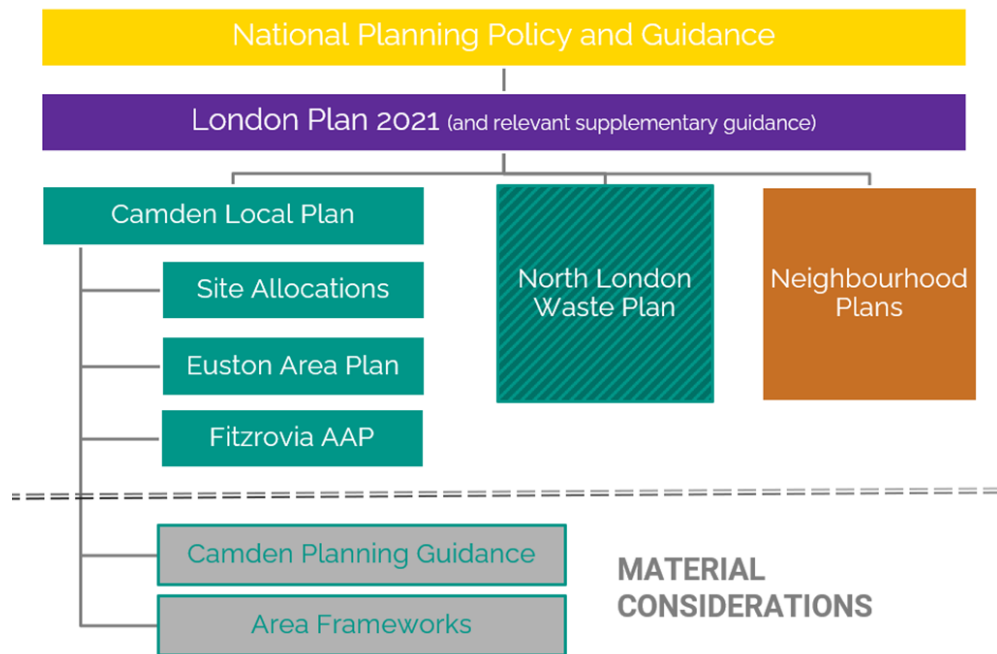 National Planning Policy and Guidance
London Plan 2021 (and relevant supplementary guidance)
Camden Local Plan
Site Allocations
Euston Area Plan
Fitzrovia AAP
North London
Waste Plan
Neighbourhood
Plans
Camden Planning Guidance
Area Frameworks
MATERIAL
CONSIDERATIONS